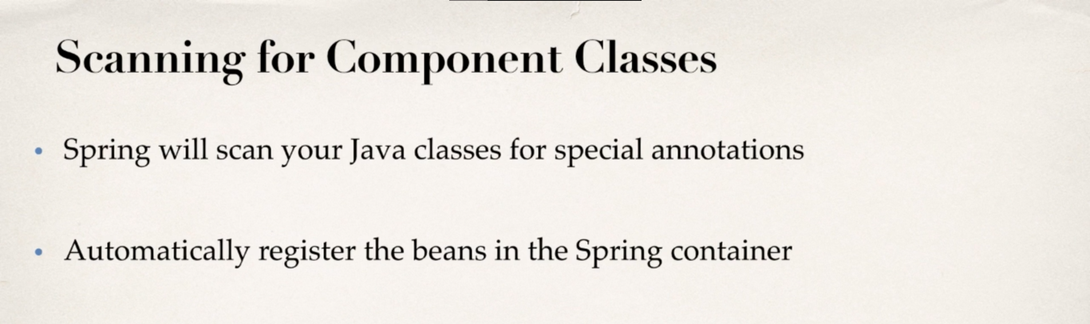 Scanning for Component Classes
• Spring will scan your Java classes for special annotations
• Automatically register the beans in the Spring container